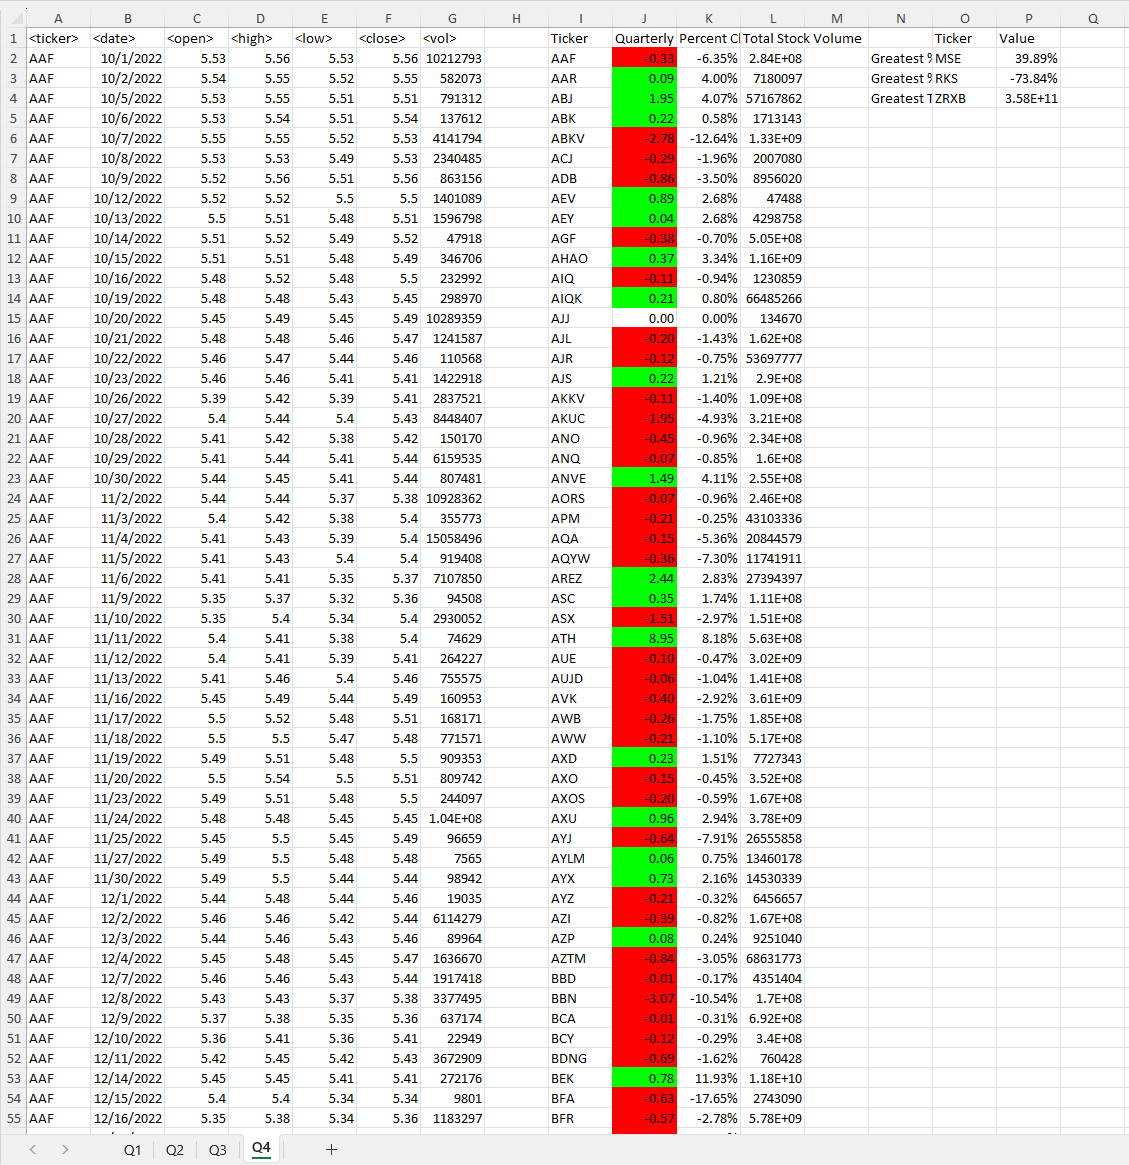 A B C D E F G H I J K L M N O P Q
1 <ticker> <date> <open> <high> <low> <close> <vol> Ticker Quarterly Percent Cl Total Stock Volume Ticker Value
2 AAF 10/1/2022 5.53 5.56 5.53 5.56 10212793 AAF -0.33 -6.35% 2.84E+08 Greatest % MSE 39.89%
3 AAF 10/2/2022 5.54 5.55 5.52 5.55 582073 AAR 0.09 4.00% 7180097 Greatest % RKS -73.84%
4 AAF 10/5/2022 5.53 5.55 5.51 5.51 791312 ABJ 1.95 4.07% 57167862 Greatest T ZRXB 3.58E+11
5 AAF 10/6/2022 5.53 5.54 5.51 5.54 137612 ABK 0.22 0.58% 1713143
6 AAF 10/7/2022 5.55 5.55 5.52 5.53 4141794 ABKV -2.78 -12.64% 1.33E+09
7 AAF 10/8/2022 5.53 5.53 5.49 5.53 2340485 ACJ -0.29 -1.96% 2007080
8 AAF 10/9/2022 5.52 5.56 5.51 5.56 863156 ADB -0.86 -3.50% 8956020
9 AAF 10/12/2022 5.52 5.52 5.5 5.5 1401089 AEV 0.89 2.68% 47488
10 AAF 10/13/2022 5.5 5.51 5.48 5.51 1596798 AEY 0.04 2.68% 4298758
11 AAF 10/14/2022 5.51 5.52 5.49 5.52 47918 AGF -0.38 -0.70% 5.05E+08
12 AAF 10/15/2022 5.51 5.51 5.48 5.49 346706 AHAO 0.37 3.34% 1.16E+09
13 AAF 10/16/2022 5.48 5.52 5.48 5.5 232992 AIQ -0.11 -0.94% 1230859
14 AAF 10/19/2022 5.48 5.48 5.43 5.45 298970 AIQK 0.21 0.80% 66485266
15 AAF 10/20/2022 5.45 5.49 5.45 5.49 10289359 AJJ 0.00 0.00% 134670
16 AAF 10/21/2022 5.48 5.48 5.46 5.47 1241587 AJL -0.20 -1.43% 1.62E+08
17 AAF 10/22/2022 5.46 5.47 5.44 5.46 110568 AJR -0.12 -0.75% 53697777
18 AAF 10/23/2022 5.46 5.46 5.41 5.41 1422918 AJS 0.22 1.21% 2.9E+08
19 AAF 10/26/2022 5.39 5.42 5.39 5.41 2837521 AKKV -0.11 -1.40% 1.09E+08
20 AAF 10/27/2022 5.4 5.44 5.4 5.43 8448407 AKUC -1.95 -4.93% 3.21E+08
21 AAF 10/28/2022 5.41 5.42 5.38 5.42 150170 ANO -0.45 -0.96% 2.34E+08
22 AAF 10/29/2022 5.41 5.44 5.41 5.44 6159535 ANQ -0.07 -0.85% 1.6E+08
23 AAF 10/30/2022 5.44 5.45 5.41 5.44 807481 ANVE 1.49 4.11% 2.55E+08
24 AAF 11/2/2022 5.44 5.44 5.37 5.38 10928362 AORS -0.07 -0.96% 2.46E+08
25 AAF 11/3/2022 5.4 5.42 5.38 5.4 355773 APM -0.21 -0.25% 43103336
26 AAF 11/4/2022 5.41 5.43 5.39 5.4 15058496 AQA -0.15 -5.36% 20844579
27 AAF 11/5/2022 5.41 5.43 5.4 5.4 919408 AQYW -0.36 -7.30% 11741911
28 AAF 11/6/2022 5.41 5.41 5.35 5.37 7107850 AREZ 2.44 2.83% 27394397
29 AAF 11/9/2022 5.35 5.37 5.32 5.36 94508 ASC 0.35 1.74% 1.11E+08
30 AAF 11/10/2022 5.35 5.4 5.34 5.4 2930052 ASX -1.51 -2.97% 1.51E+08
31 AAF 11/11/2022 5.4 5.41 5.38 5.4 74629 ATH 8.95 8.18% 5.63E+08
32 AAF 11/12/2022 5.4 5.41 5.39 5.41 264227 AUE -0.10 -0.47% 3.02E+09
33 AAF 11/13/2022 5.41 5.46 5.4 5.46 755575 AUJD -0.06 -1.04% 1.41E+08
34 AAF 11/16/2022 5.45 5.49 5.44 5.49 160953 AVK -0.40 -2.92% 3.61E+09
35 AAF 11/17/2022 5.5 5.52 5.48 5.51 168171 AWB -0.26 -1.75% 1.85E+08
36 AAF 11/18/2022 5.5 5.5 5.47 5.48 771571 AWW -0.21 -1.10% 5.17E+08
37 AAF 11/19/2022 5.49 5.51 5.48 5.5 909353 AXD 0.23 1.51% 7727343
38 AAF 11/20/2022 5.5 5.54 5.5 5.51 809742 AXO -0.15 -0.45% 3.52E+08
39 AAF 11/23/2022 5.49 5.51 5.48 5.5 244097 AXOS -0.20 -0.59% 1.67E+08
40 AAF 11/24/2022 5.48 5.48 5.45 5.45 1.04E+08 AXU 0.96 2.94% 3.78E+09
41 AAF 11/25/2022 5.45 5.5 5.45 5.49 96659 AYJ -0.64 -7.91% 26555858
42 AAF 11/27/2022 5.49 5.5 5.48 5.48 7565 AYLM 0.06 0.75% 13460178
43 AAF 11/30/2022 5.49 5.5 5.44 5.44 98942 AYX 0.73 2.16% 14530339
44 AAF 12/1/2022 5.44 5.48 5.44 5.46 19035 AYZ -0.21 -0.32% 6456657
45 AAF 12/2/2022 5.46 5.46 5.42 5.44 6114279 AZI -0.39 -0.82% 1.67E+08
46 AAF 12/3/2022 5.44 5.46 5.43 5.46 89964 AZP 0.08 0.24% 9251040
47 AAF 12/4/2022 5.45 5.48 5.45 5.47 1636670 AZTM -0.84 -3.05% 68631773
48 AAF 12/7/2022 5.46 5.46 5.43 5.44 1917418 BBD -0.01 -0.17% 4351404
49 AAF 12/8/2022 5.43 5.43 5.37 5.38 3377495 BBN -3.07 -10.54% 1.7E+08
50 AAF 12/9/2022 5.37 5.38 5.35 5.36 637174 BCA -0.01 -0.31% 6.92E+08
51 AAF 12/10/2022 5.36 5.41 5.36 5.41 22949 BCY -0.12 -0.29% 3.4E+08
52 AAF 12/11/2022 5.42 5.45 5.42 5.43 3672909 BDNG -0.69 -1.62% 760428
53 AAF 12/14/2022 5.45 5.45 5.41 5.41 272176 BEK 0.78 11.93% 1.18E+10
54 AAF 12/15/2022 5.4 5.4 5.34 5.34 9801 BFA -0.63 -17.65% 2743090
55 AAF 12/16/2022 5.35 5.38 5.34 5.36 1183297 BFR -0.57 -2.78% 5.78E+09
Q1 Q2 Q3 Q4 +